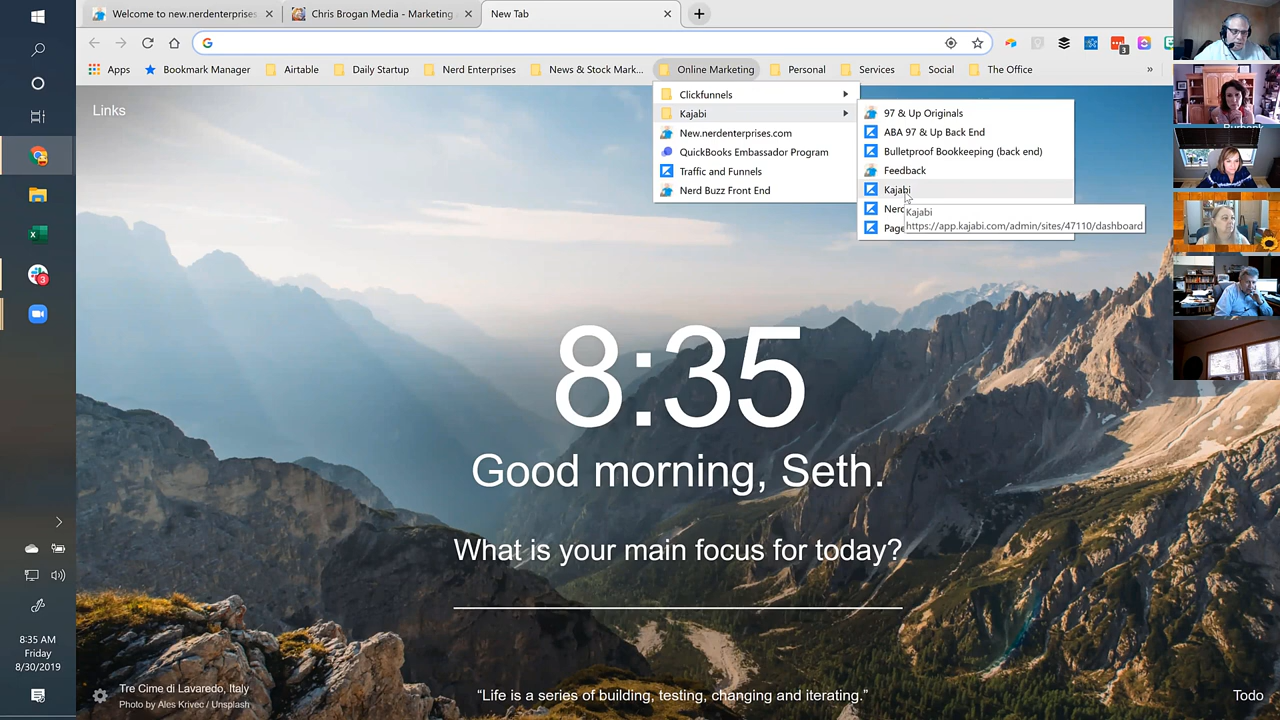 Welcome to new.nerdenterprises
Chris Brogan Media - Marketing
New Tab
Apps
Bookmark Manager
Airtable
Daily Startup
Nerd Ent
News & Stock Mark...
Online Marketing
Personal
Services
Social
The Office
»
3
Links
Clickfunnels
Kajabi
New.nerdenterprises.com
QuickBooks Embassador Program
Traffic and Funnels
Nerd Buzz Front End
97 & Up Originals
ABA 97 & Up Back End
Bulletproof Bookkeeping (back end)
Feedback
Kajabi
Nerd
Page
Kajabi
https://app.kajabi.com/admin/sites/47110/dashboard
3
8:35
Good morning, Seth.
What is your main focus for today?
8:35 AM
Friday
8/30/2019
Tre Cime di Lavaredo, Italy
Photo by Ales Krivec / Unsplash
“Life is a series of building, testing, changing and iterating.”
Todo